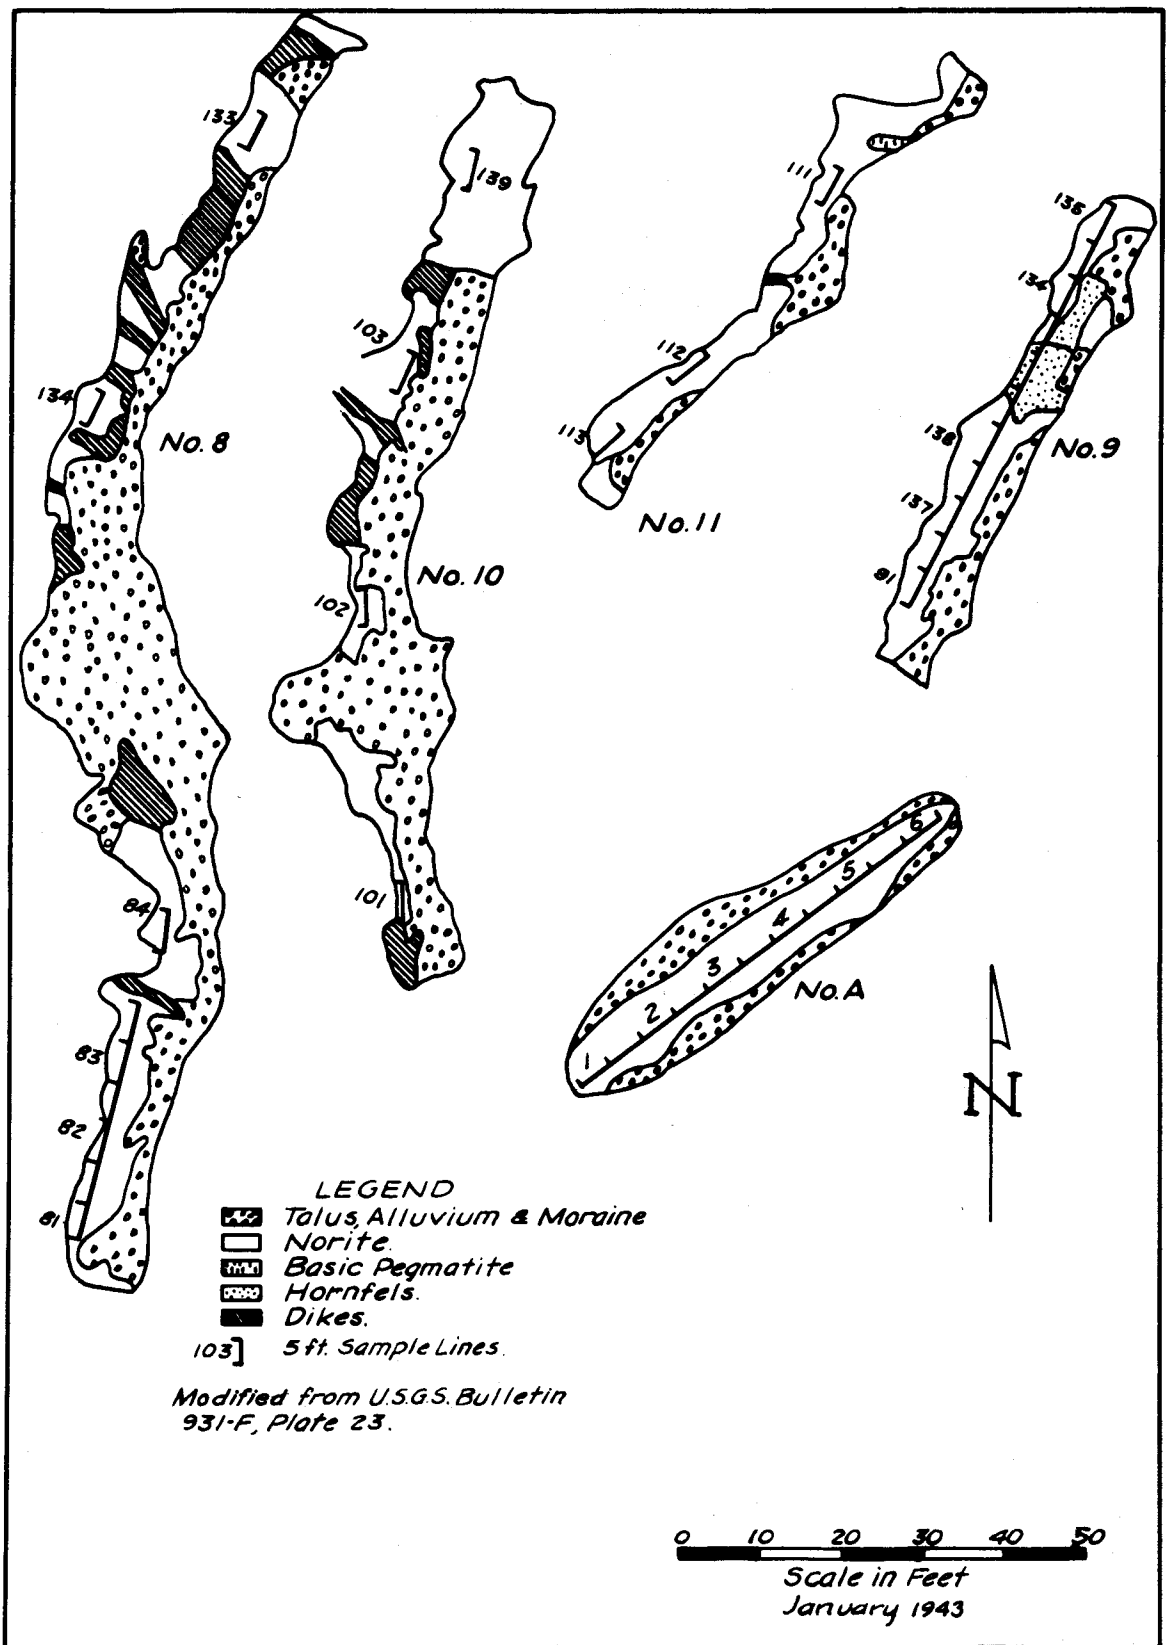 133
139
111
135
134
103
112
134
No. 8
113
138
No. 9
No. 11
137
No. 10
81
102
6
5
101
84
4
3
No. A
2
83
1
N
82
81
LEGEND
Talus, Alluvium & Moraine
Norite.
Basic Pegmatite
Hornfels.
Dikes.
103] 5 ft. Sample Lines.
Modified from U.S.G.S. Bulletin
931-F, Plate 23.
0 10 20 30 40 50
Scale in Feet
January 1943